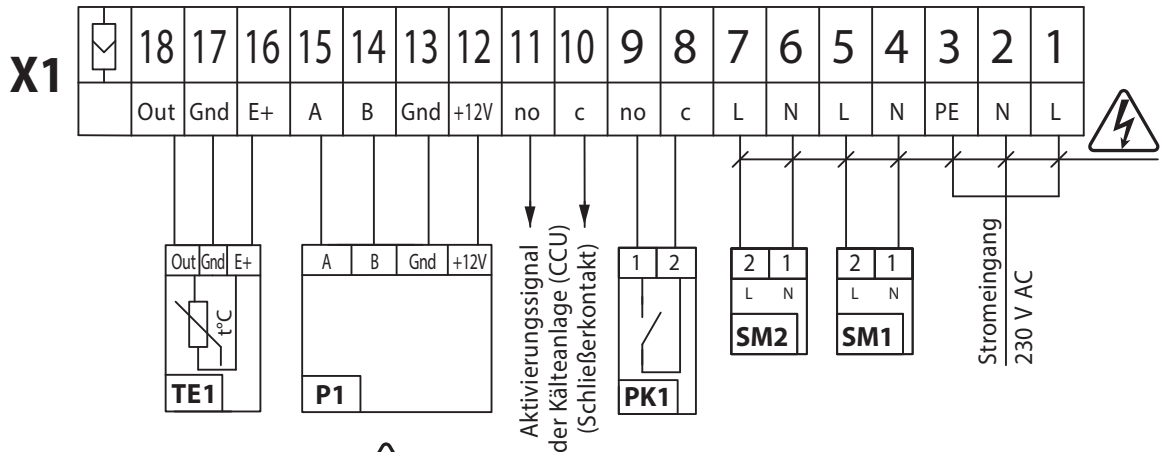 X1
18 17 16 15 14 13 12 11 10 9 8 7 6 5 4 3 2 1
Out Gnd E+ A B Gnd +12V no c no c L N L N PE N L
Out Gnd E+
t°C
TE1
A B Gnd +12V
P1
Aktivierungssignal
der Kälteanlage (CCU)
(Schließerkontakt)
1 2
PK1
2 1
L N
SM2
2 1
L N
SM1
Stromeingang
230 V AC